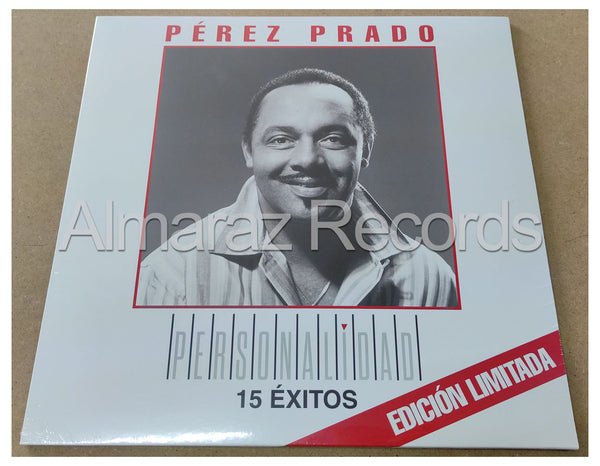 PÉREZ PRADO
Almaraz Records
PERSONALiDAD
15 ÉXITOS
EDICIÓN LIMITADA